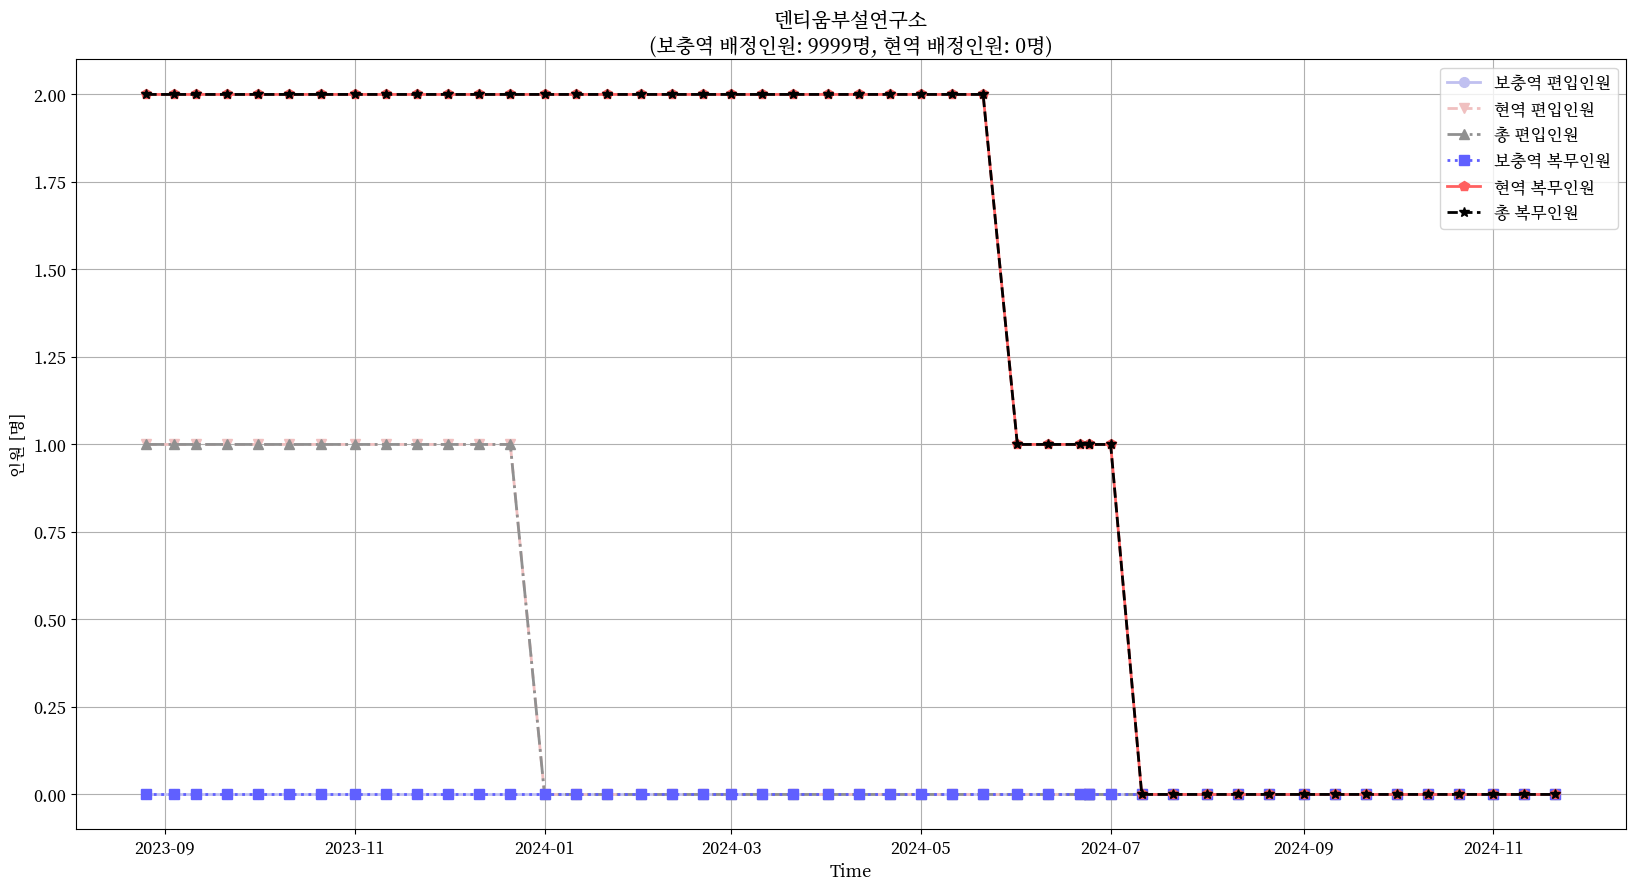 덴티움부설연구소
(보충역 배정인원: 9999명, 현역 배정인원: 0명)
보충역 편입인원
현역 편입인원
총 편입인원
보충역 복무인원
현역 복무인원
총 복무인원
2.00
1.75
1.50
1.25
1.00
0.75
0.50
0.25
0.00
인원 [명]
2023-09
2023-11
2024-01
2024-03
2024-05
2024-07
2024-09
2024-11
Time